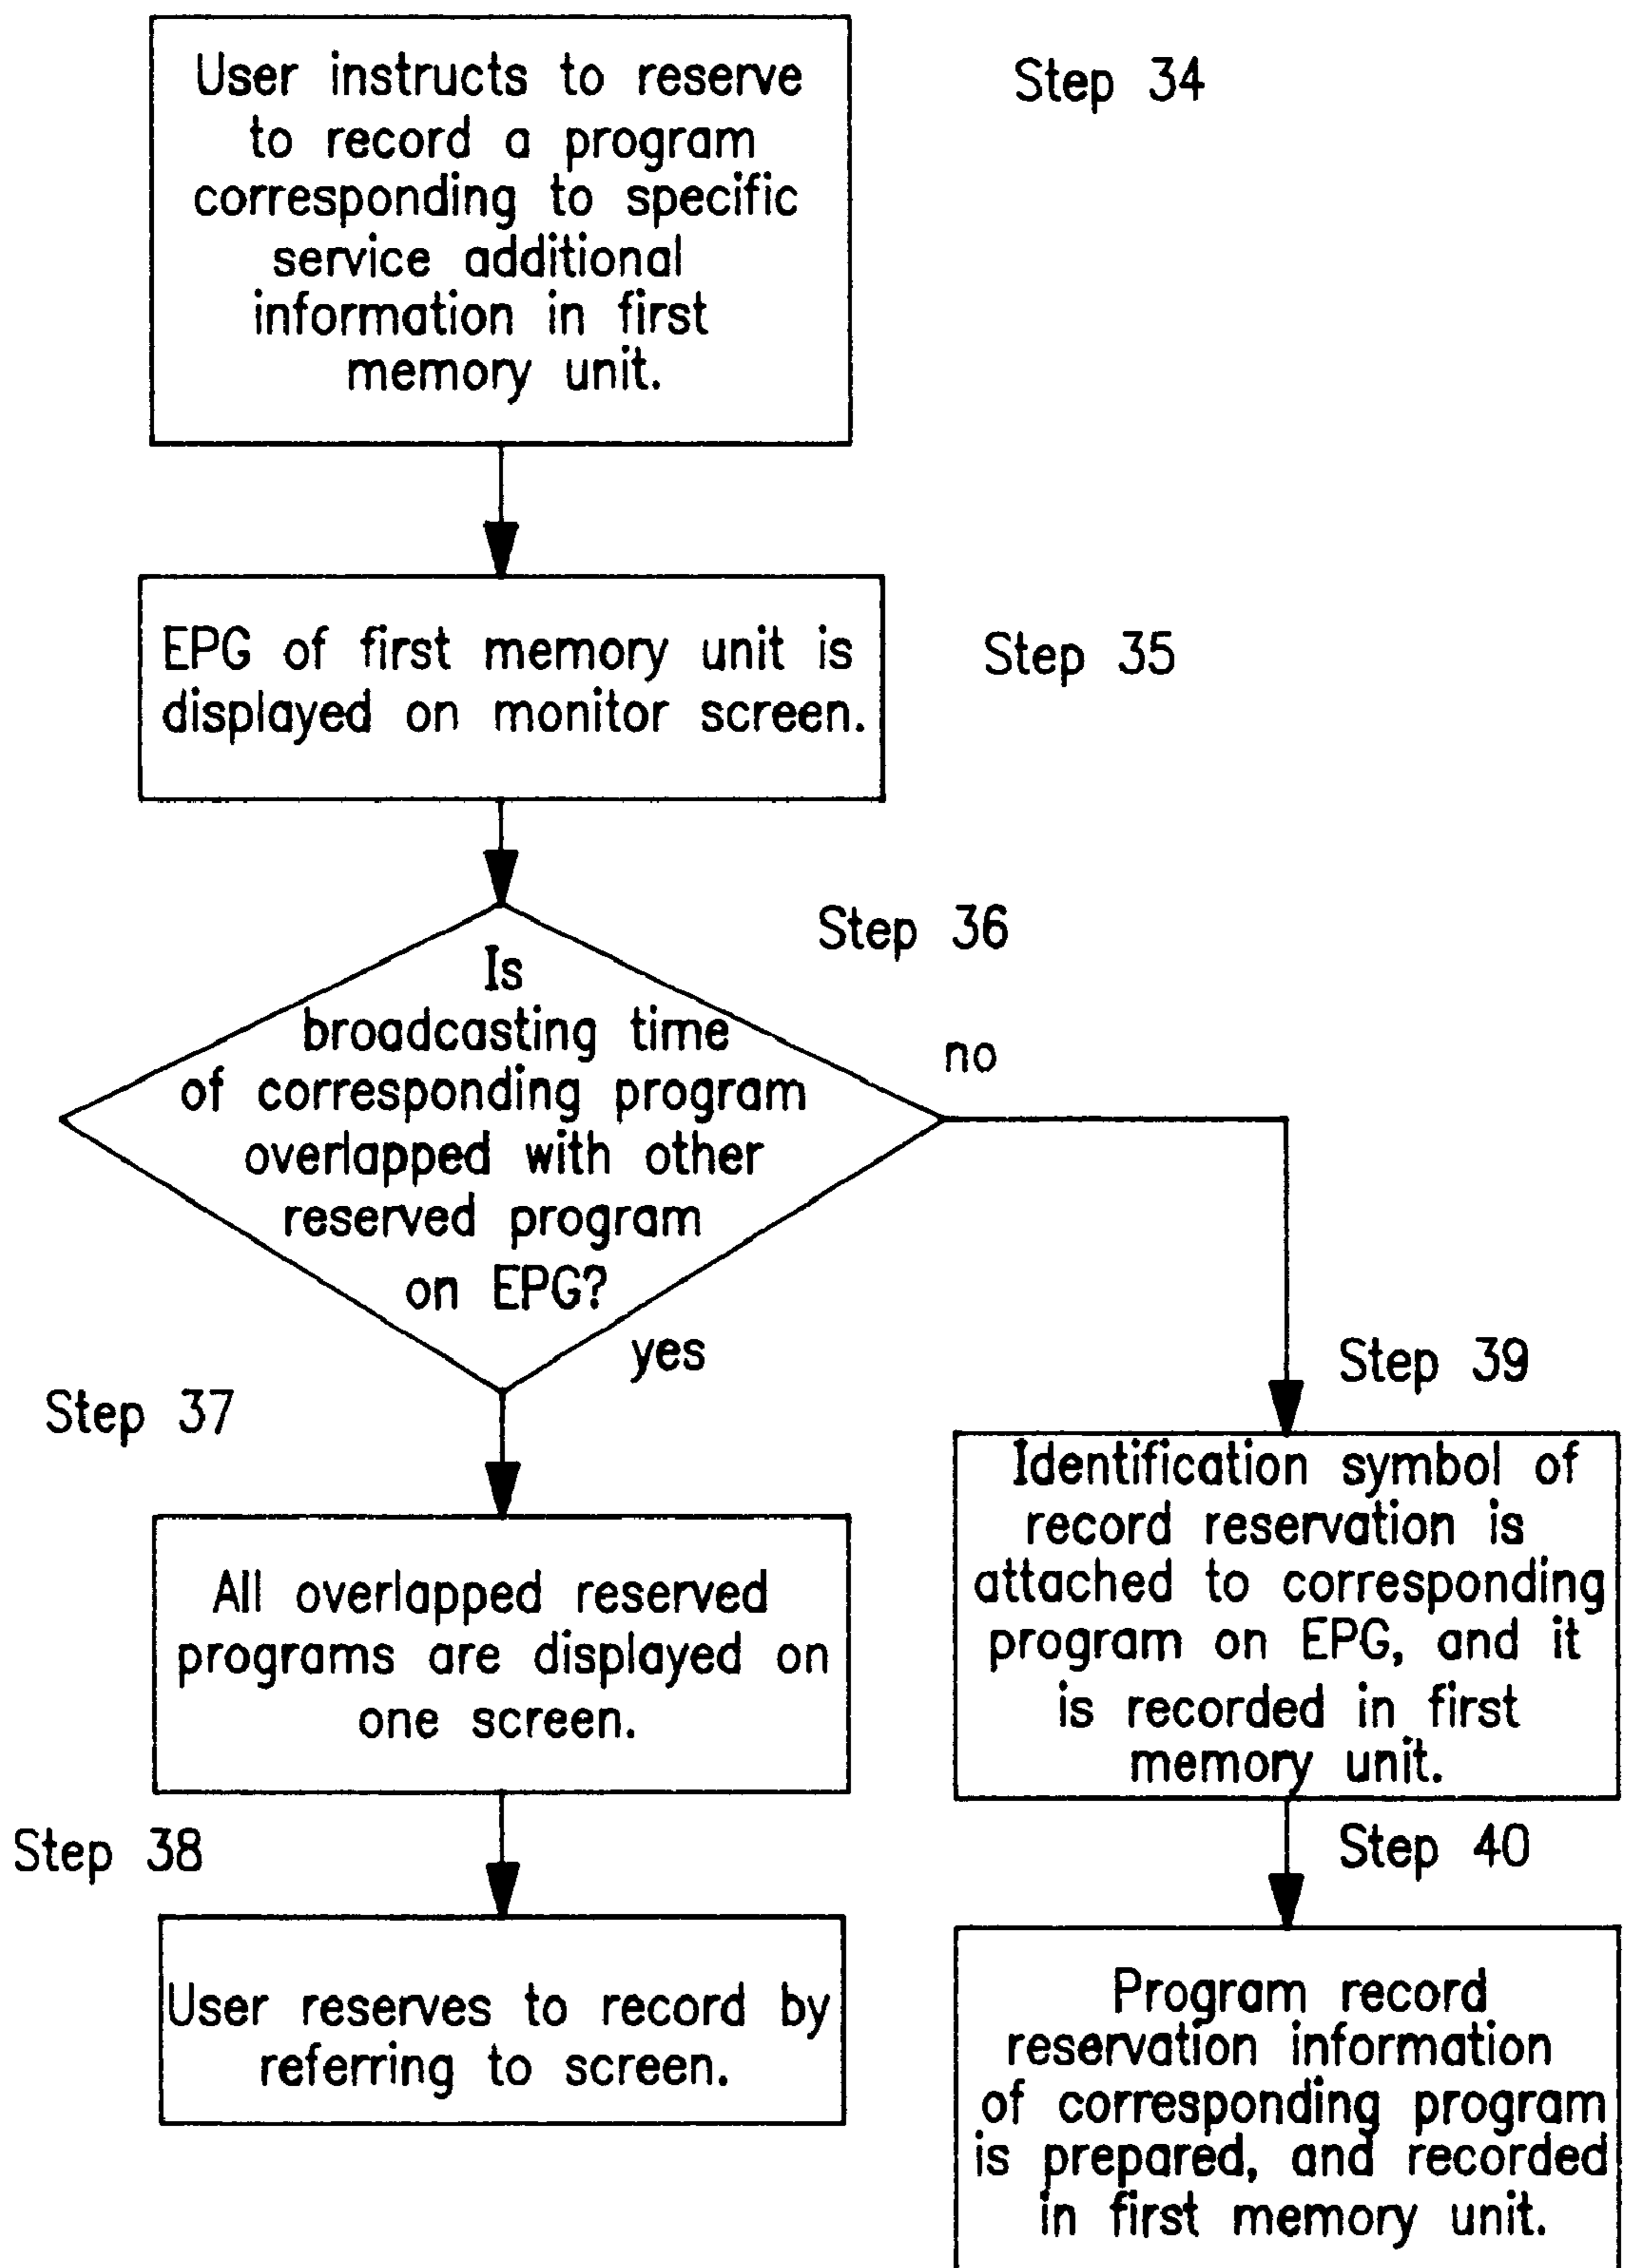 User instructs to reserve
to record a program
corresponding to specific
service additional
information in first
memory unit.
Step 34
EPG of first memory unit is
displayed on monitor screen.
Step 35
Step 36
Is
broadcasting time
of corresponding program
overlapped with other
reserved program
on EPG?
no
yes
Step 37
All overlapped reserved
programs are displayed on
one screen.
Step 38
User reserves to record by
referring to screen.
Step 39
Identification symbol of
record reservation is
attached to corresponding
program on EPG, and it
is recorded in first
memory unit.
Step 40
Program record
reservation information
of corresponding program
is prepared, and recorded
in first memory unit.